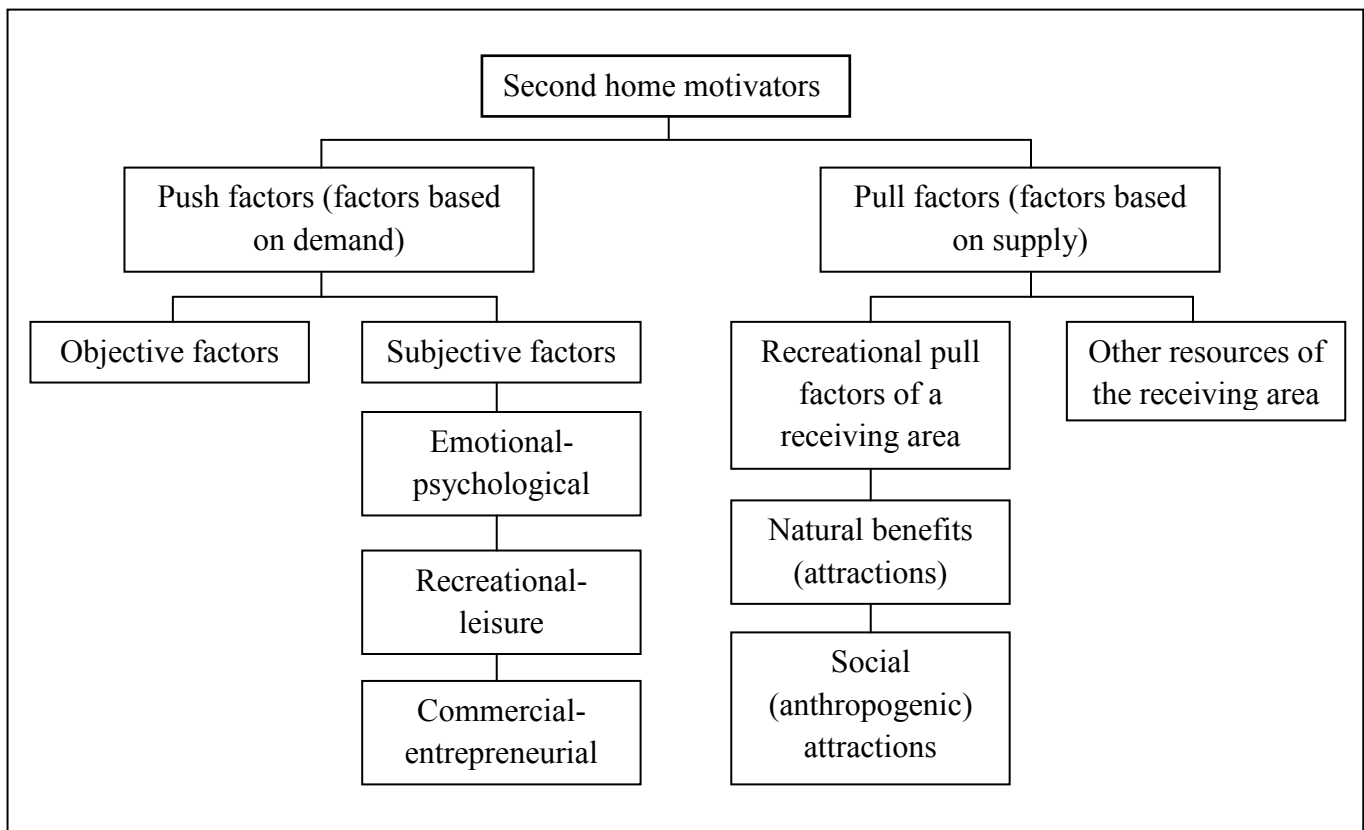 Second home motivators
Push factors (factors based
on demand)
Pull factors (factors based
on supply)
Objective factors
Subjective factors
Recreational pull
factors of a
receiving area
Other resources of
the receiving area
Emotional-
psychological
Natural benefits
(attractions)
Recreational-
leisure
Social
(anthropogenic)
attractions
Commercial-
entrepreneurial